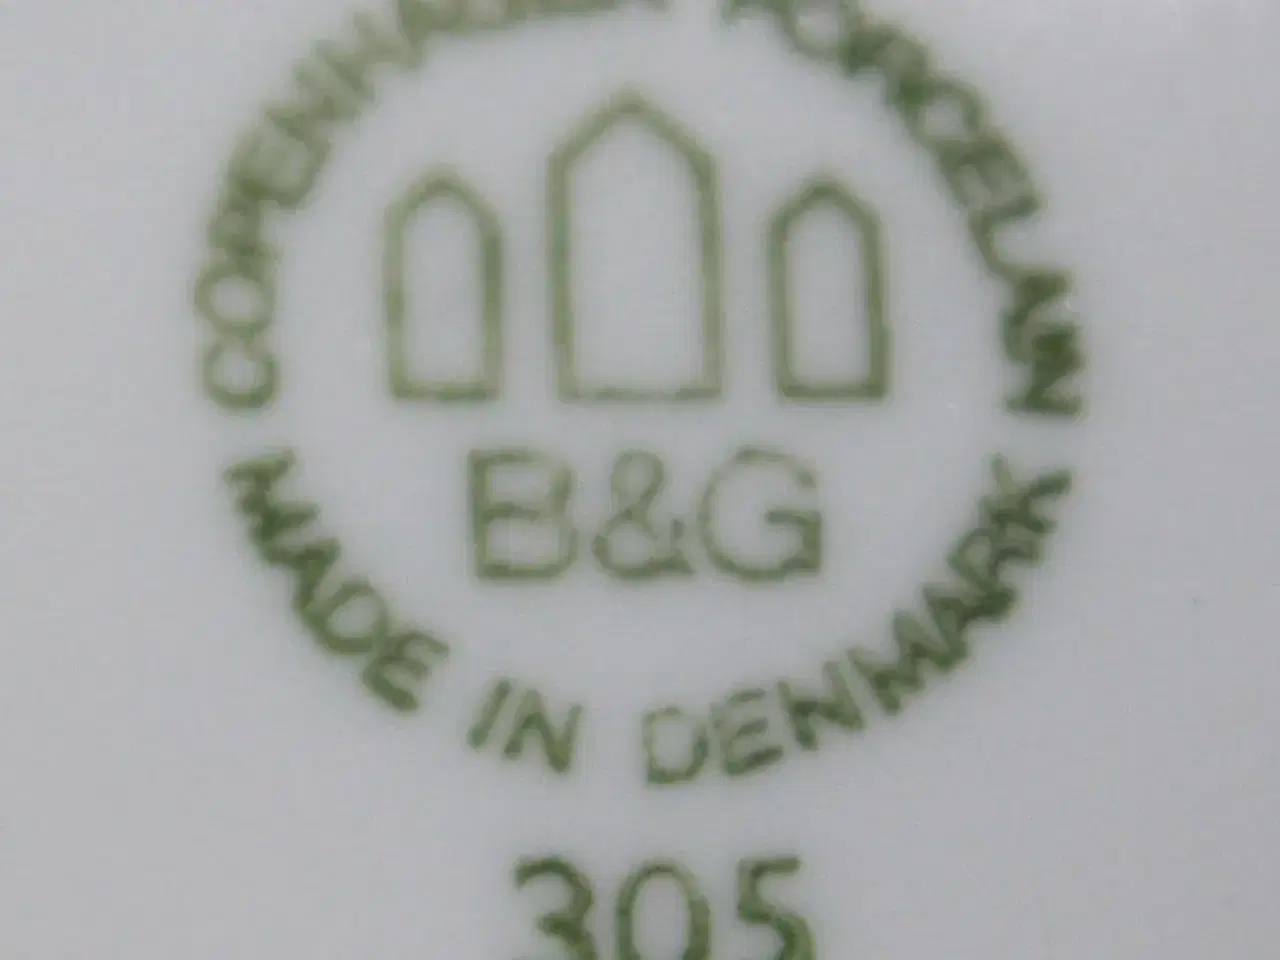 COPENHAGEN PORCELAIN
B&G
MADE IN DENMARK
305